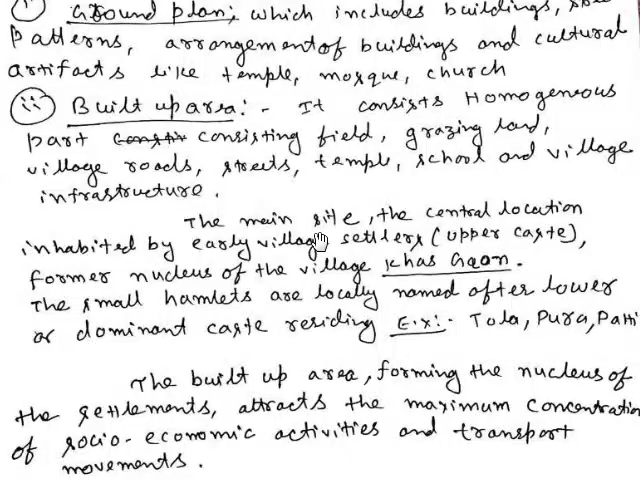 i) Ground plan; which includes buildings,
patterns, arrangement of buildings and cultural
artifacts like temple, mosque, church
ii) Built up area:- It consists Homogeneous
part consisting field, grazing land,
village roads, streets, temple, school and village
infrastructure.
The main site, the central location
inhabited by early village settlers (upper caste),
former nucleus of the village Khas Gaon.
The small hamlets are locally named after lower
or dominant caste residing Ex:- Tola, Pura, Patti
The built up area, forming the nucleus of
the settlements, attracts the maximum concentration
of socio-economic activities and transport
movements.